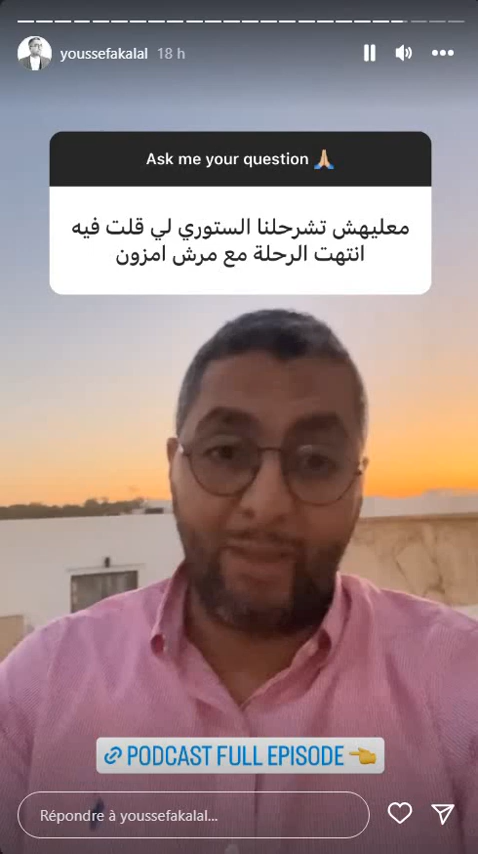 youssefakalal 18 h
Ask me your question 🙏
معليهش تشرحلنا الستوري لي قلت فيه
انتهت الرحلة مع مرش امزون
PODCAST FULL EPISODE 👈
Répondre à youssefakalal...